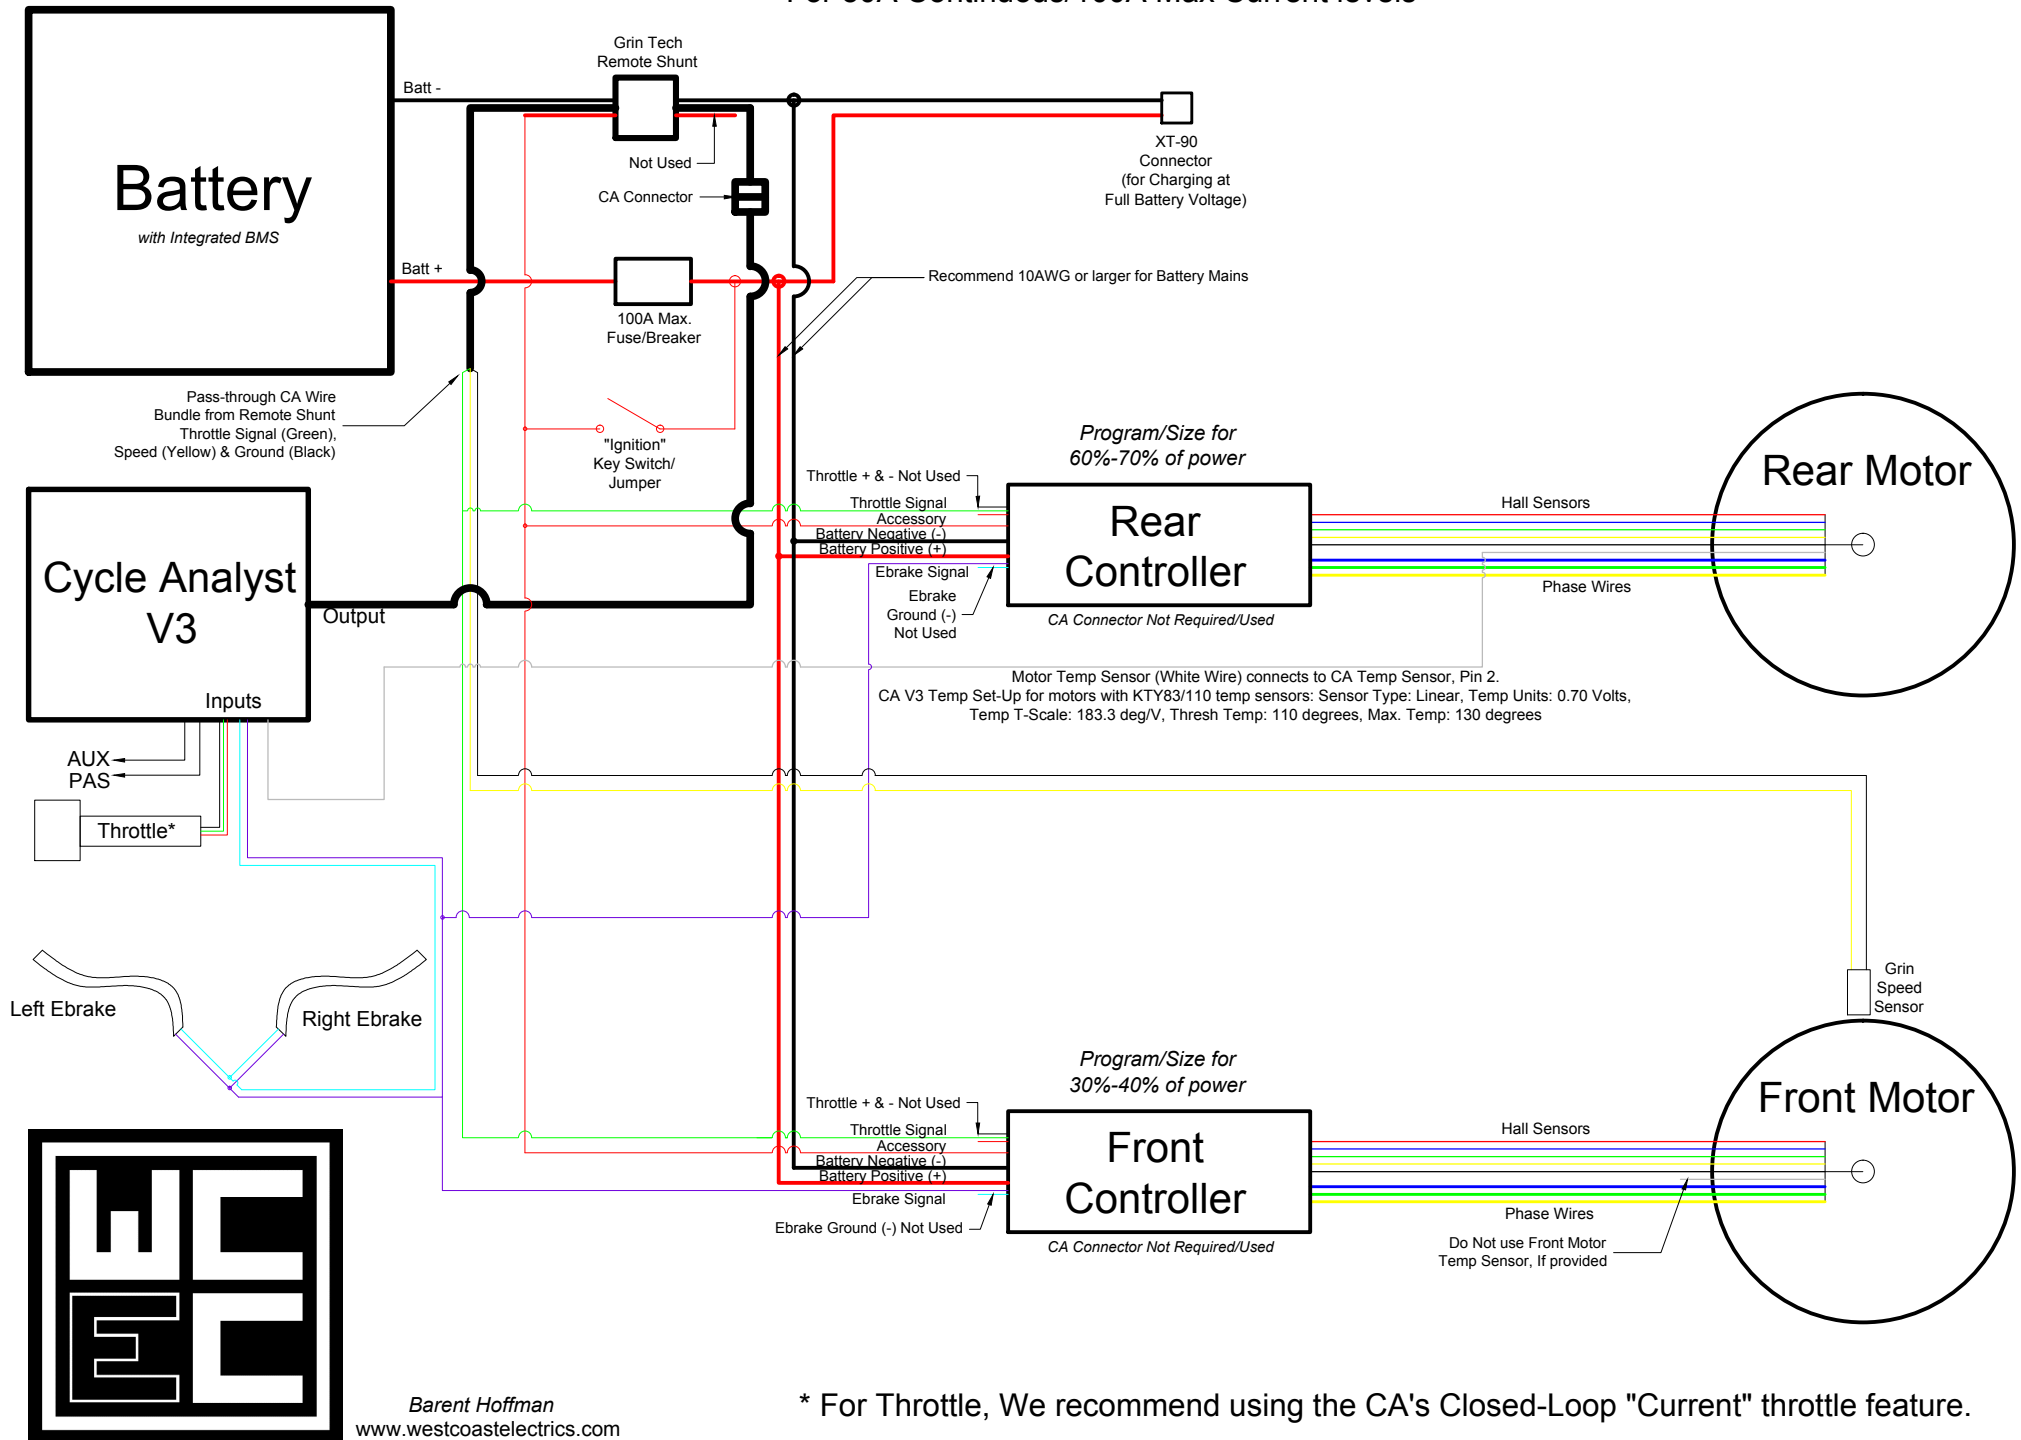 Grin Tech
Remote Shunt
Batt -
Not Used
CA Connector
XT-90
Connector
(for Charging at
Full Battery Voltage)
Battery
with Integrated BMS
Batt +
100A Max.
Fuse/Breaker
Recommend 10AWG or larger for Battery Mains
Pass-through CA Wire
Bundle from Remote Shunt
Throttle Signal (Green),
Speed (Yellow) & Ground (Black)
"Ignition"
Key Switch/
Jumper
Program/Size for
60%-70% of power
Throttle + & - Not Used
Throttle Signal
Accessory
Battery Negative (-)
Battery Positive (+)
Ebrake Signal
Ebrake
Ground (-)
Not Used
Rear
Controller
CA Connector Not Required/Used
Hall Sensors
Phase Wires
Rear Motor
Cycle Analyst
V3
Output
Inputs
Motor Temp Sensor (White Wire) connects to CA Temp Sensor, Pin 2.
CA V3 Temp Set-Up for motors with KTY83/110 temp sensors: Sensor Type: Linear, Temp Units: 0.70 Volts,
Temp T-Scale: 183.3 deg/V, Thresh Temp: 110 degrees, Max. Temp: 130 degrees
AUX
PAS
Throttle*
Left Ebrake
Right Ebrake
Grin
Speed
Sensor
Program/Size for
30%-40% of power
Throttle + & - Not Used
Throttle Signal
Accessory
Battery Negative (-)
Battery Positive (+)
Ebrake Signal
Ebrake Ground (-) Not Used
Front
Controller
CA Connector Not Required/Used
Hall Sensors
Phase Wires
Do Not use Front Motor
Temp Sensor, If provided
Front Motor
WC
EC
Barent Hoffman
www.westcoastelectrics.com
* For Throttle, We recommend using the CA's Closed-Loop "Current" throttle feature.